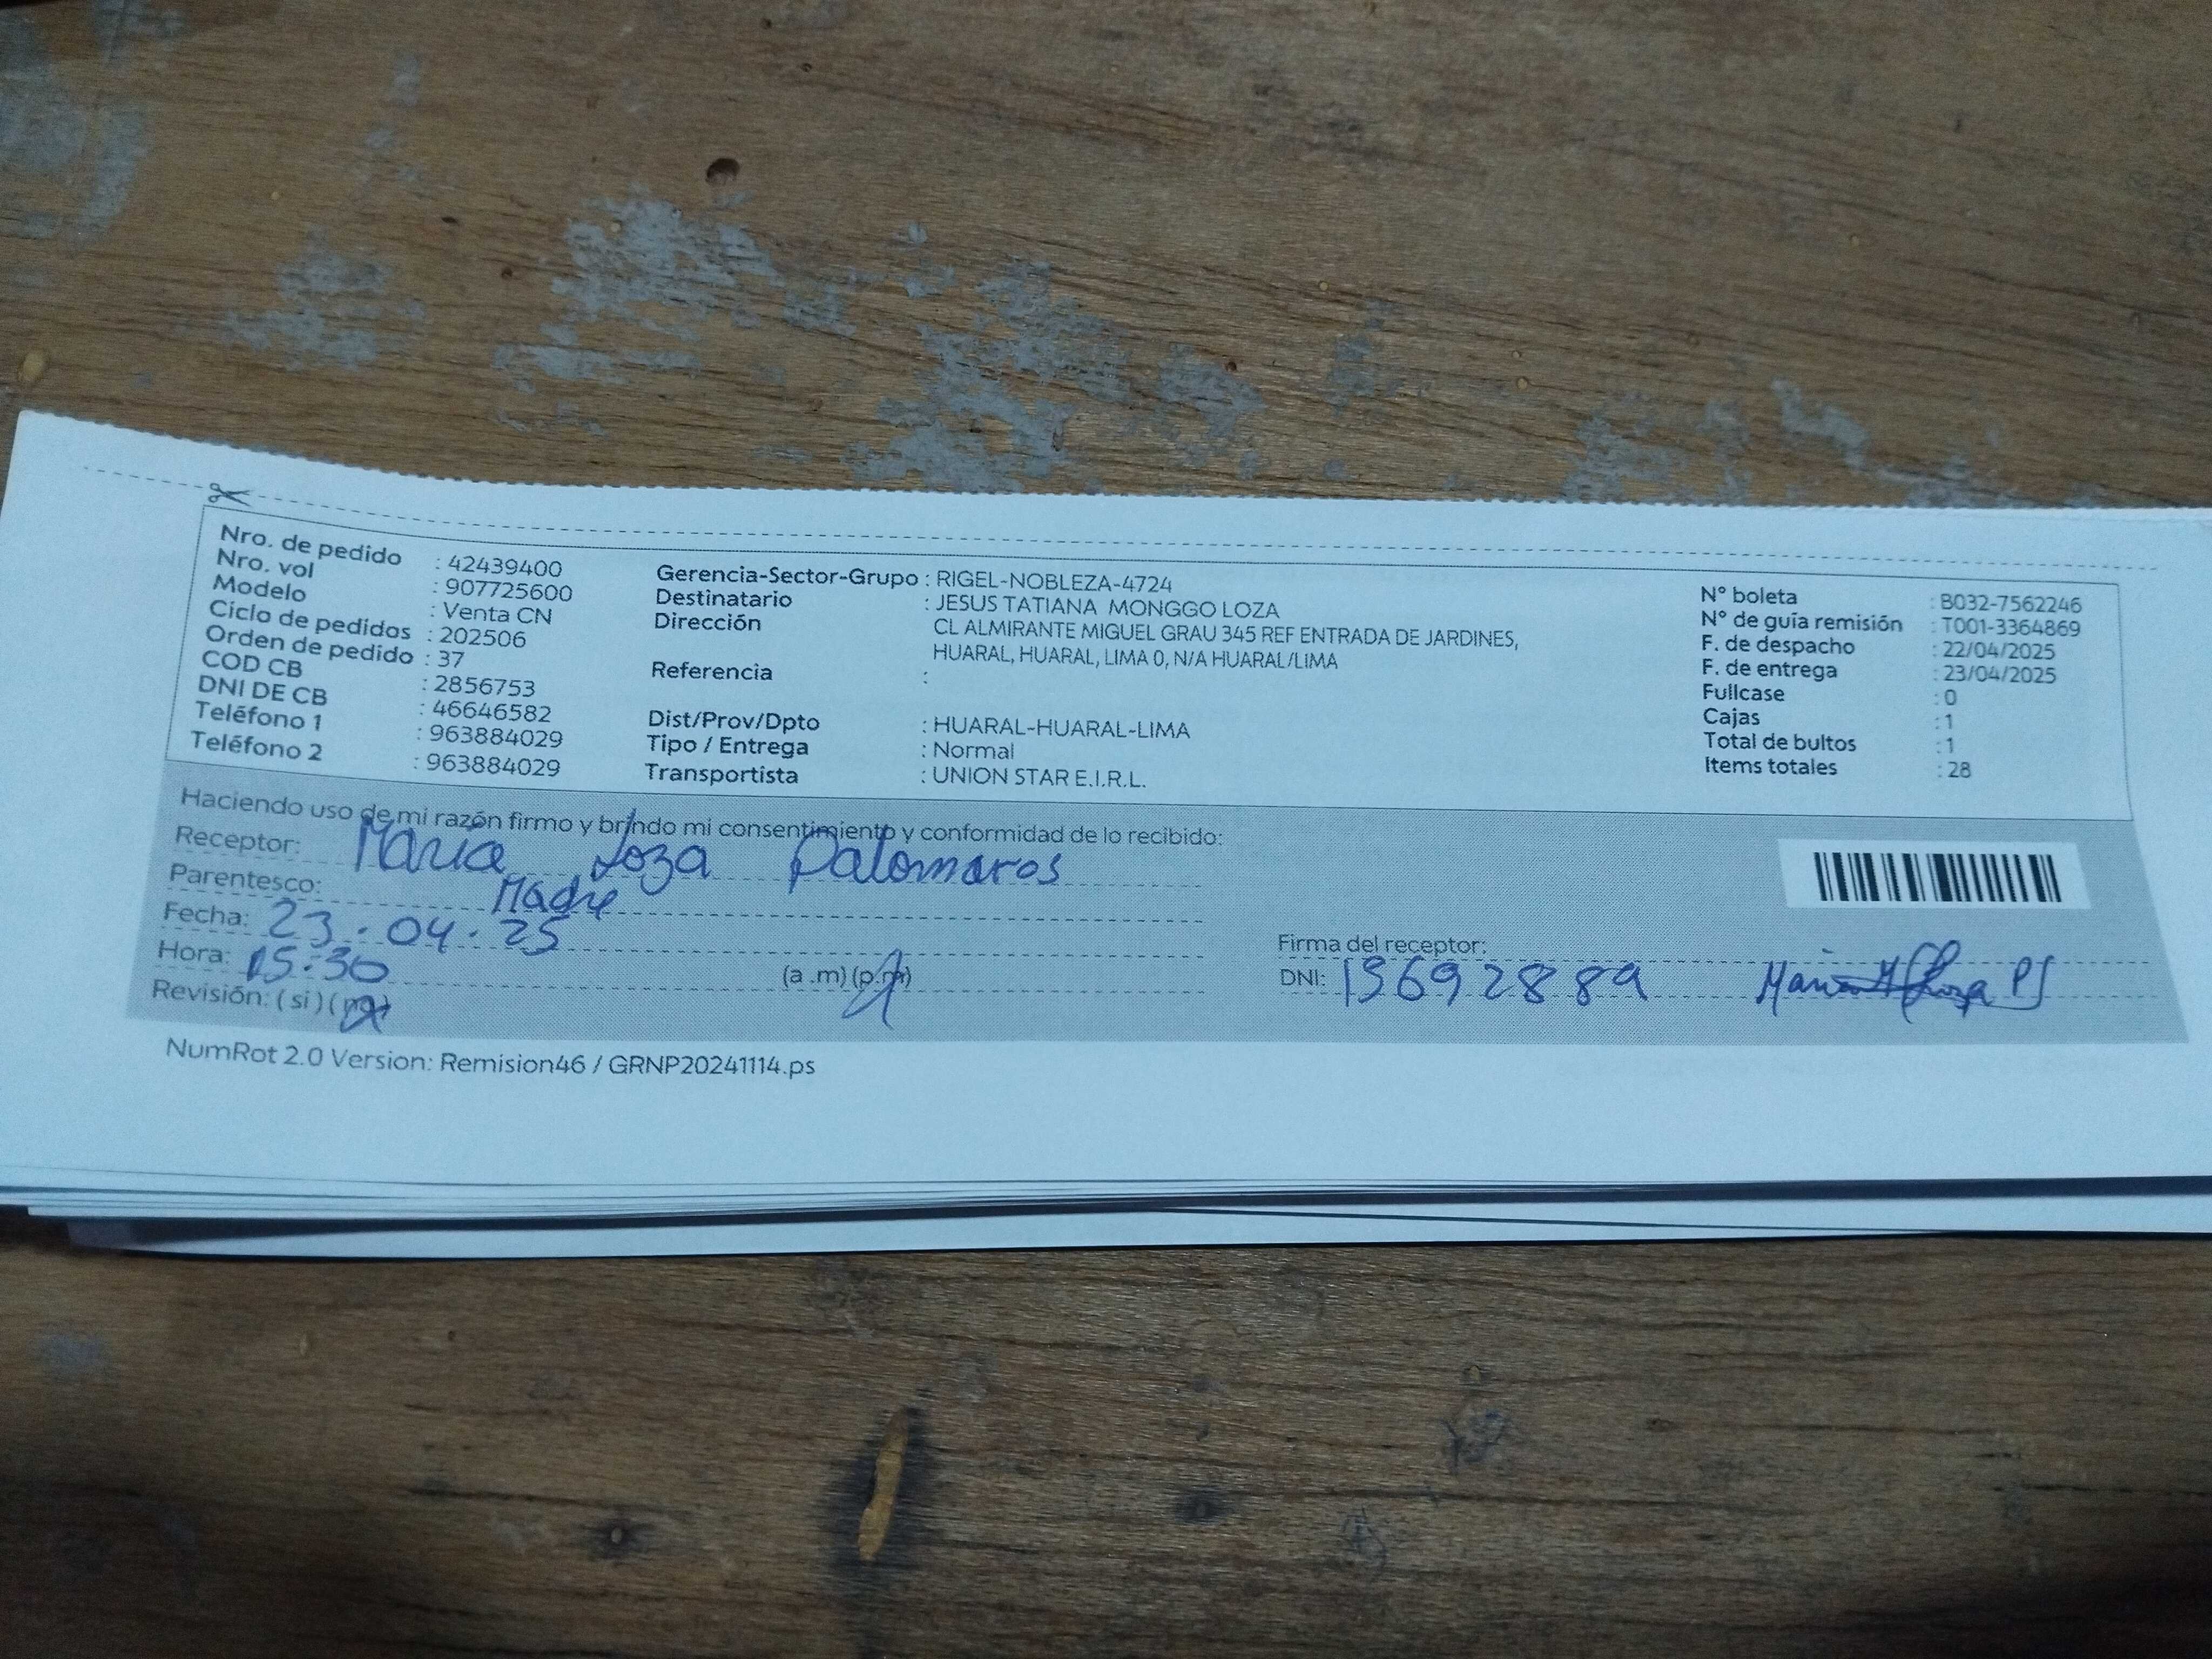 Nro. de pedido : 42439400
Nro. vol : 907725600
Modelo : Venta CN
Ciclo de pedidos : 202506
Orden de pedido : 37
COD CB : 2856753
DNI DE CB : 46646582
Teléfono 1 : 963884029
Teléfono 2 : 963884029
Gerencia-Sector-Grupo : RIGEL-NOBLEZA-4724
Destinatario : JESUS TATIANA MONGGO LOZA
Dirección CL ALMIRANTE MIGUEL GRAU 345 REF ENTRADA DE JARDINES,
HUARAL, HUARAL, LIMA 0, N/A HUARAL/LIMA
Referencia :
Dist/Prov/Dpto : HUARAL-HUARAL-LIMA
Tipo / Entrega : Normal
Transportista : UNION STAR E.I.R.L.
N° boleta : B032-7562246
N° de guía remisión : T001-3364869
F. de despacho : 22/04/2025
F. de entrega : 23/04/2025
Fullcase : 0
Cajas : 1
Total de bultos : 1
Items totales : 28
Haciendo uso de mi razón firmo y brindo mi consentimiento y conformidad de lo recibido:
Receptor: Maria Loza Palomaros
Parentesco: Madre
Fecha: 23.04.25
Hora: 15:30 (a.m) (p.m)
Revisión: (si) (no)
Firma del receptor:
DNI: 15692889
NumRot 2.0 Version: Remision46 / GRNP20241114.ps